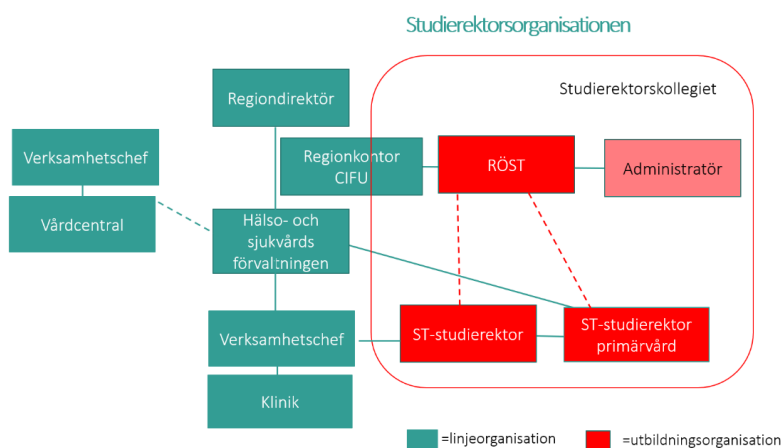 Studierektorsorganisationen
Studierektorskollegiet
Regiondirektör
Verksamhetschef
Regionkontor
CIFU
RÖST
Administratör
Vårdcentral
Hälso- och
sjukvårds
förvaltningen
Verksamhetschef
ST-studierektor
ST-studierektor
primärvård
Klinik
=linjeorganisation
=utbildningsorganisation